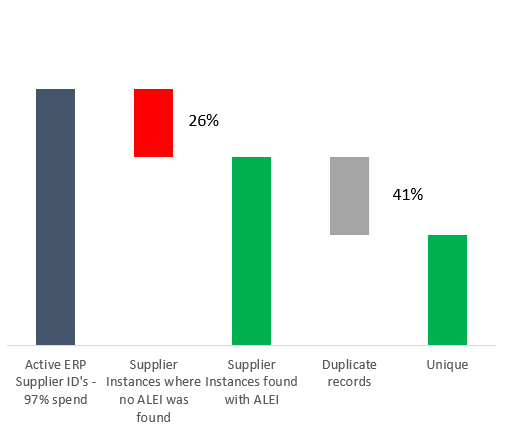 26%
41%
Active ERP
Supplier ID's -
97% spend
Supplier
Instances where
no ALEI was
found
Supplier
Instances found
with ALEI
Duplicate
records
Unique